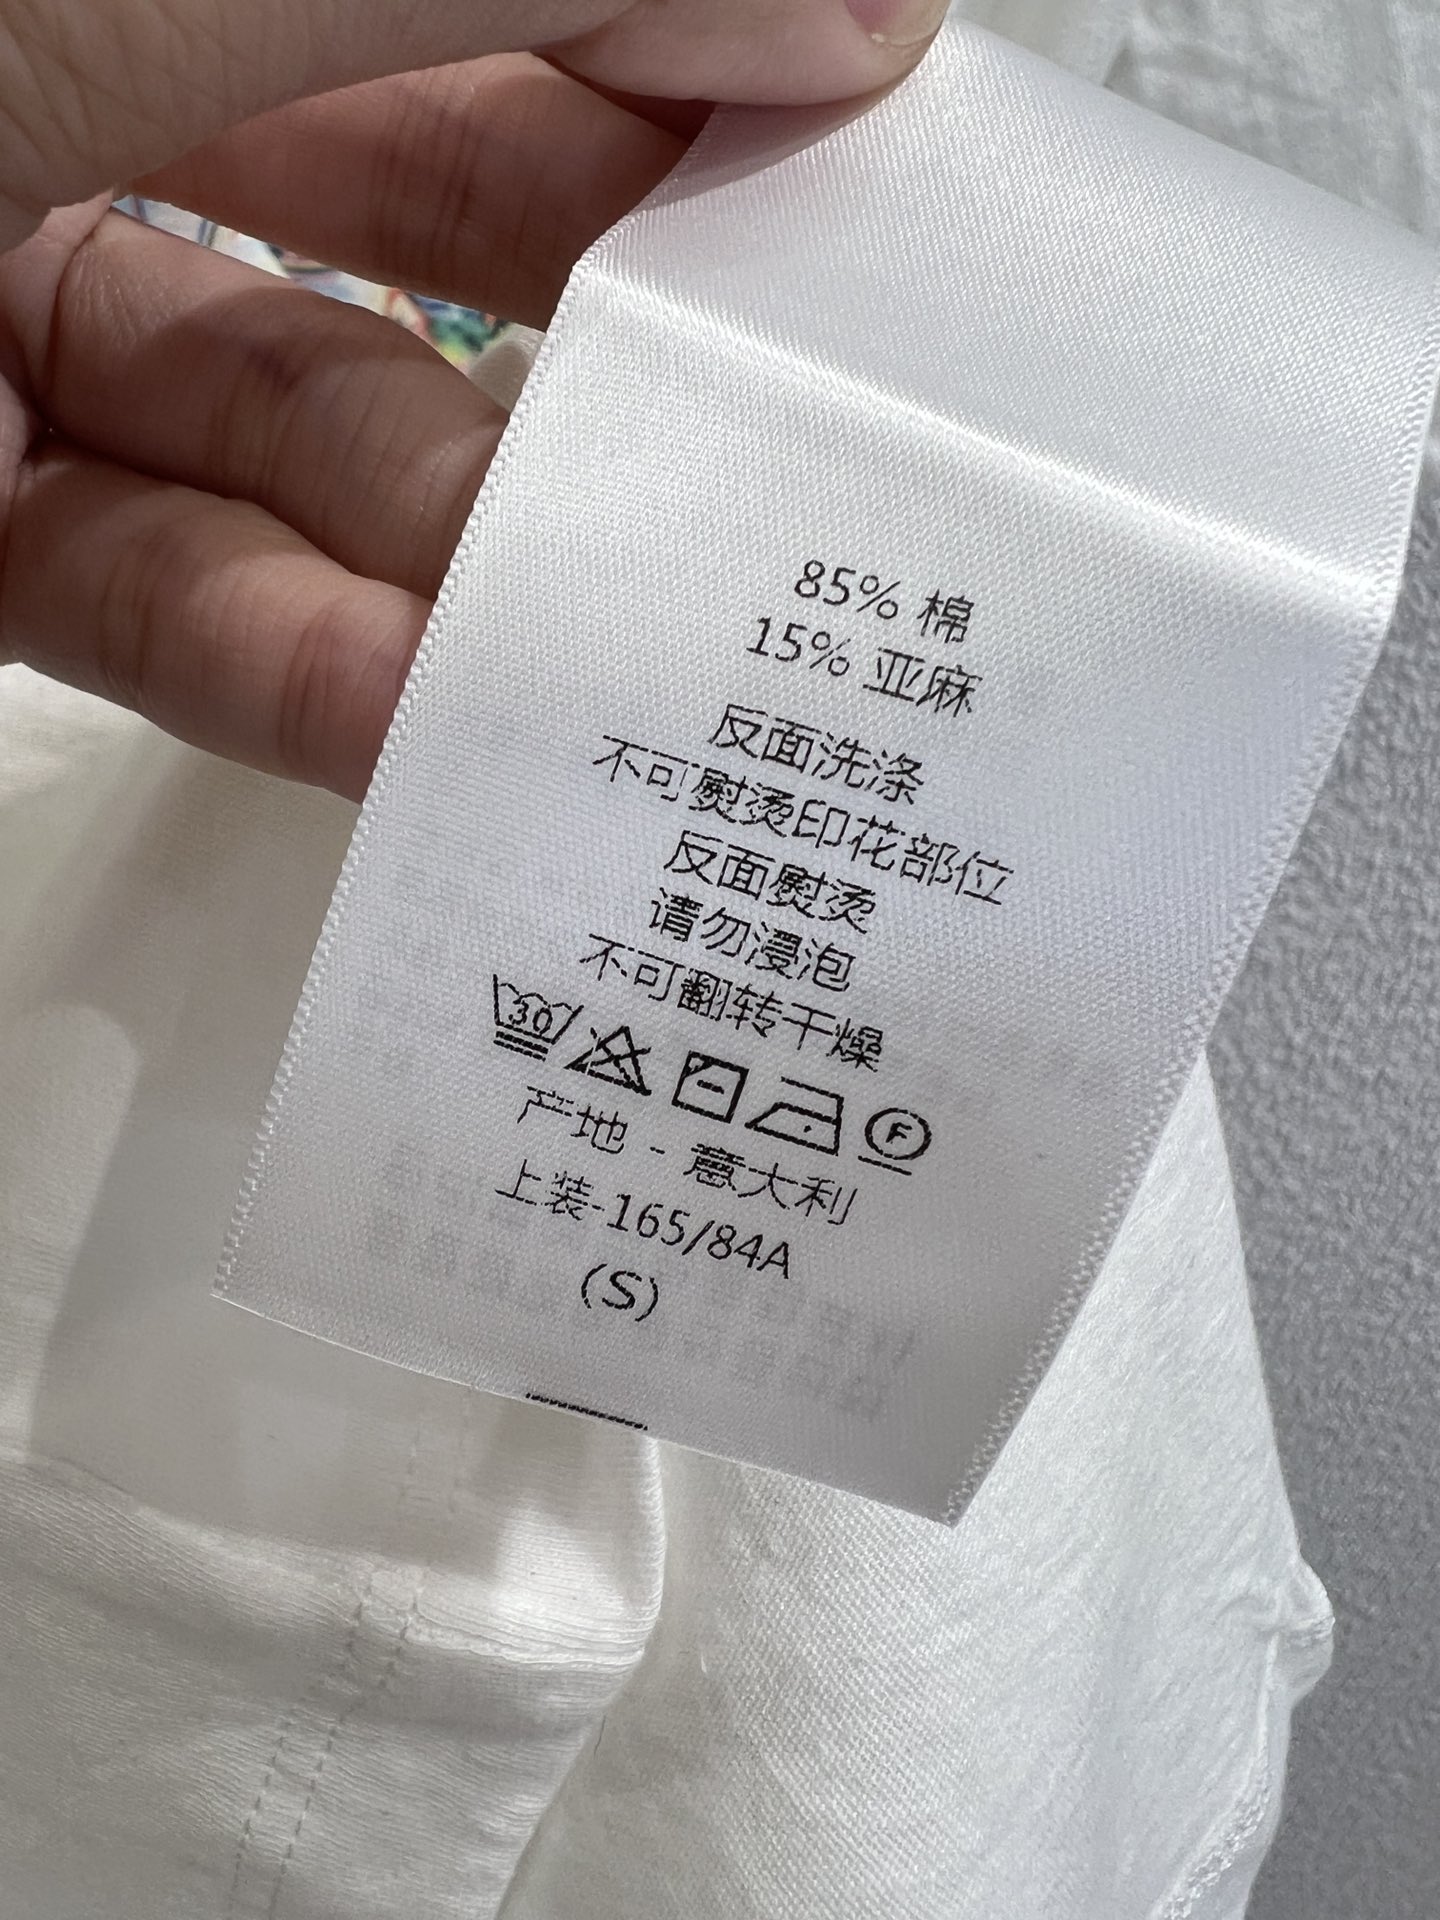 85% 棉
15% 亚麻
反面洗涤
不可熨烫印花部位
反面熨烫
请勿浸泡
不可翻转干燥
30
F
产地 - 意大利
上装-165/84A
(S)